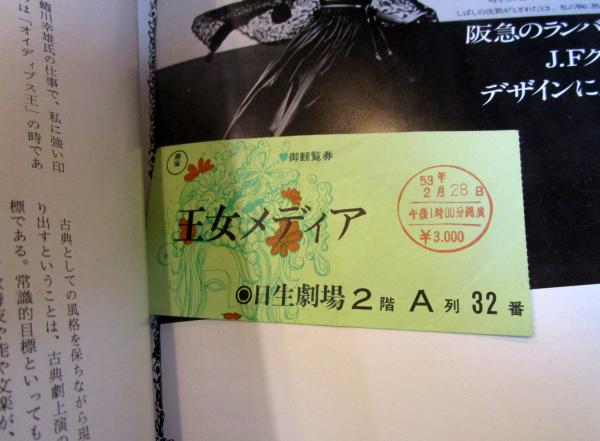 蜷川幸雄氏の仕事で、私に強い印
は「オイディプス王」の時であ
古典としての風格を保ちながら現
り出すということは、古典劇上演の
標である。常識的目標といっても
阪急のランバ
J.Fク
デザインに
東宝
♥御観覧券
王女メディア
53年
2月28日
午後1時00分開演
¥3.000
日生劇場2階A列32番